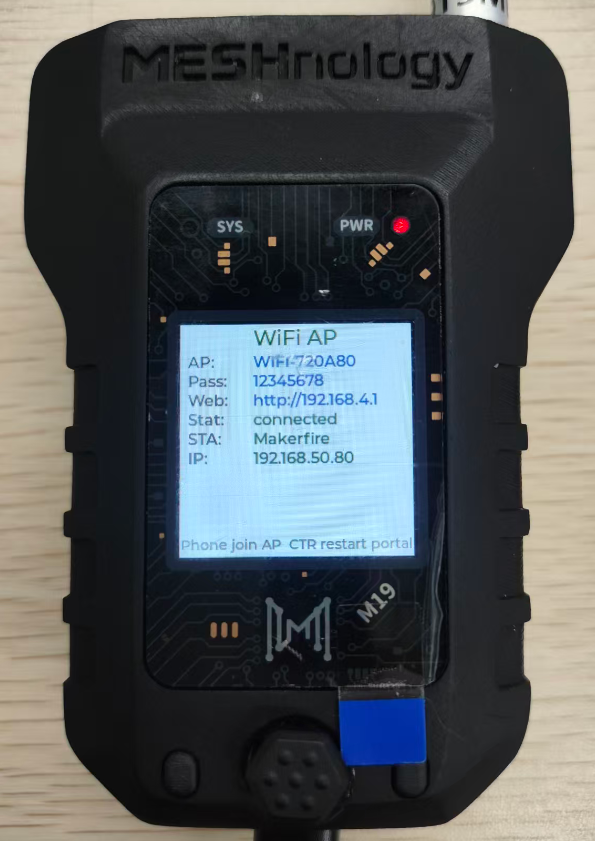 MESHnology
SYS
PWR
WiFi AP
AP: WIFI-720A80
Pass: 12345678
Web: http://192.168.4.1
Stat: connected
STA: Makerfire
IP: 192.168.50.80
Phone join AP CTR restart portal
M19